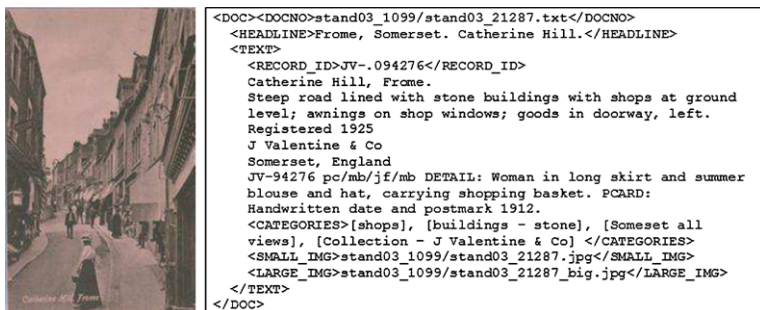 Catherine Hill, Frome
<DOC><DOCNO>stand03_1099/stand03_21287.txt</DOCNO>
<HEADLINE>Frome, Somerset. Catherine Hill.</HEADLINE>
<TEXT>
<RECORD_ID>JV-.094276</RECORD_ID>
Catherine Hill, Frome.
Steep road lined with stone buildings with shops at ground
level; awnings on shop windows; goods in doorway, left.
Registered 1925
J Valentine & Co
Somerset, England
JV-94276 pc/mb/jf/mb DETAIL: Woman in long skirt and summer
blouse and hat, carrying shopping basket. PCARD:
Handwritten date and postmark 1912.
<CATEGORIES>[shops], [buildings - stone], [Someset all
views], [Collection - J Valentine & Co] </CATEGORIES>
<SMALL_IMG>stand03_1099/stand03_21287.jpg</SMALL_IMG>
<LARGE_IMG>stand03_1099/stand03_21287_big.jpg</LARGE_IMG>
</TEXT>
</DOC>